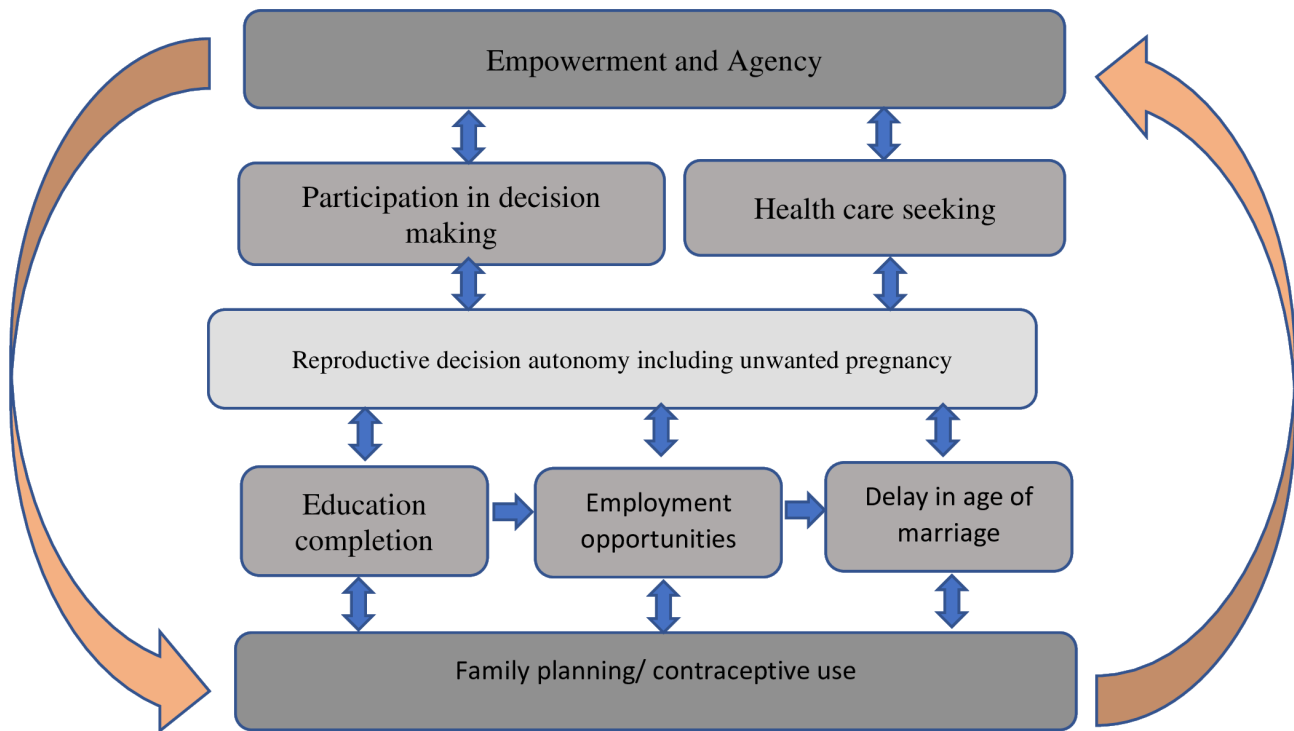 Empowerment and Agency
Participation in decision
making
Health care seeking
Reproductive decision autonomy including unwanted pregnancy
Education
completion
Employment
opportunities
Delay in age of
marriage
Family planning/ contraceptive use